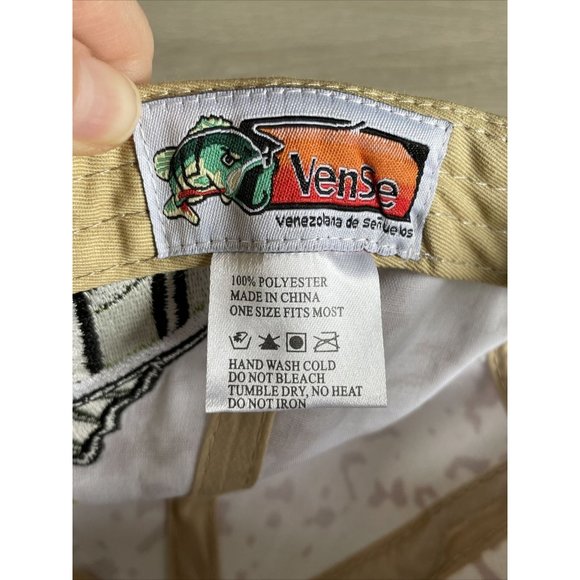 VenSe
Venezolana de Señuelos
100% POLYESTER
MADE IN CHINA
ONE SIZE FITS MOST
HAND WASH COLD
DO NOT BLEACH
TUMBLE DRY, NO HEAT
DO NOT IRON